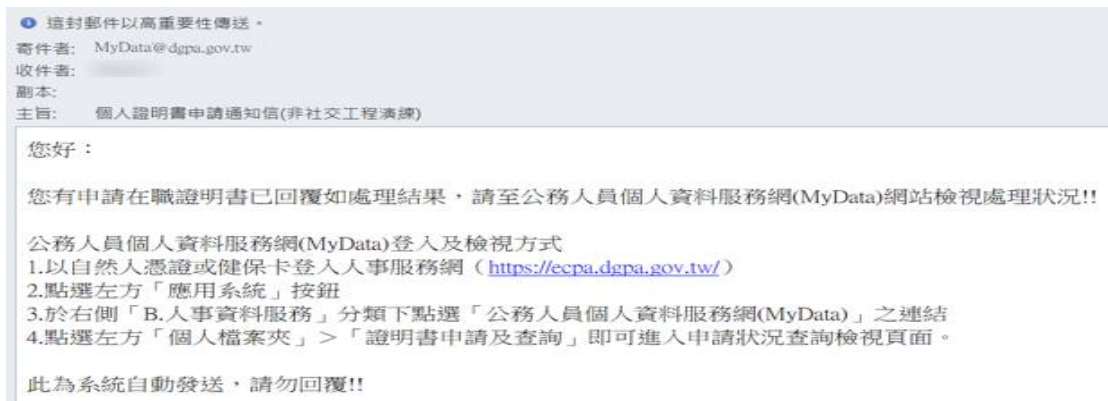 這封郵件以高重要性傳送。
寄件者: MyData@dgpa.gov.tw
收件者:
副本:
主旨: 個人證明書申請通知信(非社交工程演練)
您好：
您有申請在職證明書已回覆如處理結果，請至公務人員個人資料服務網(MyData)網站檢視處理狀況!!
公務人員個人資料服務網(MyData)登入及檢視方式
1.以自然人憑證或健保卡登入人事服務網（https://ecpa.dgpa.gov.tw/）
2.點選左方「應用系統」按鈕
3.於右側「B.人事資料服務」分類下點選「公務人員個人資料服務網(MyData)」之連結
4.點選左方「個人檔案夾」＞「證明書申請及查詢」即可進入申請狀況查詢檢視頁面。
此為系統自動發送，請勿回覆!!